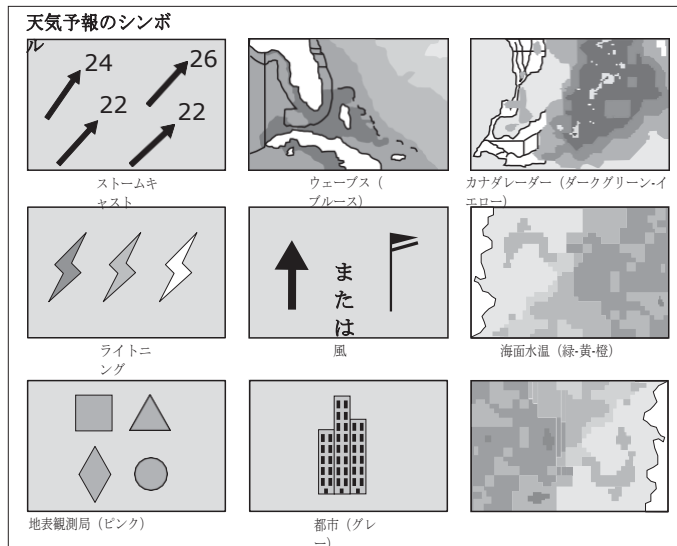 天気予報のシンボ
ル
24
26
22
22
ストームキ
ャスト
ウェーブス（
ブルース）
カナダレーダー（ダークグリーン-イ
エロー）
ライトニ
ング
または
風
海面水温（緑-黄-橙）
地表観測局（ピンク）
都市（グレ
ー）